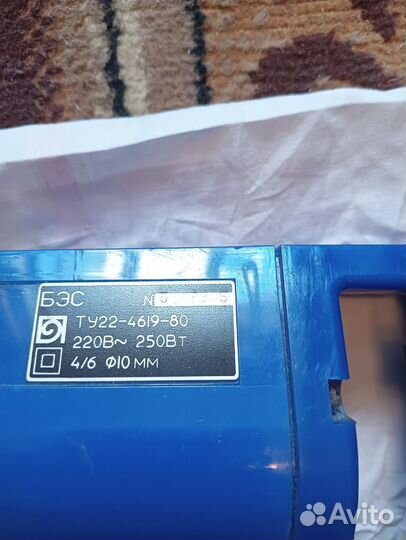 БЭС N
ТУ22-4619-80
220В~ 250Вт
4/6 Ф10 ММ
Avito